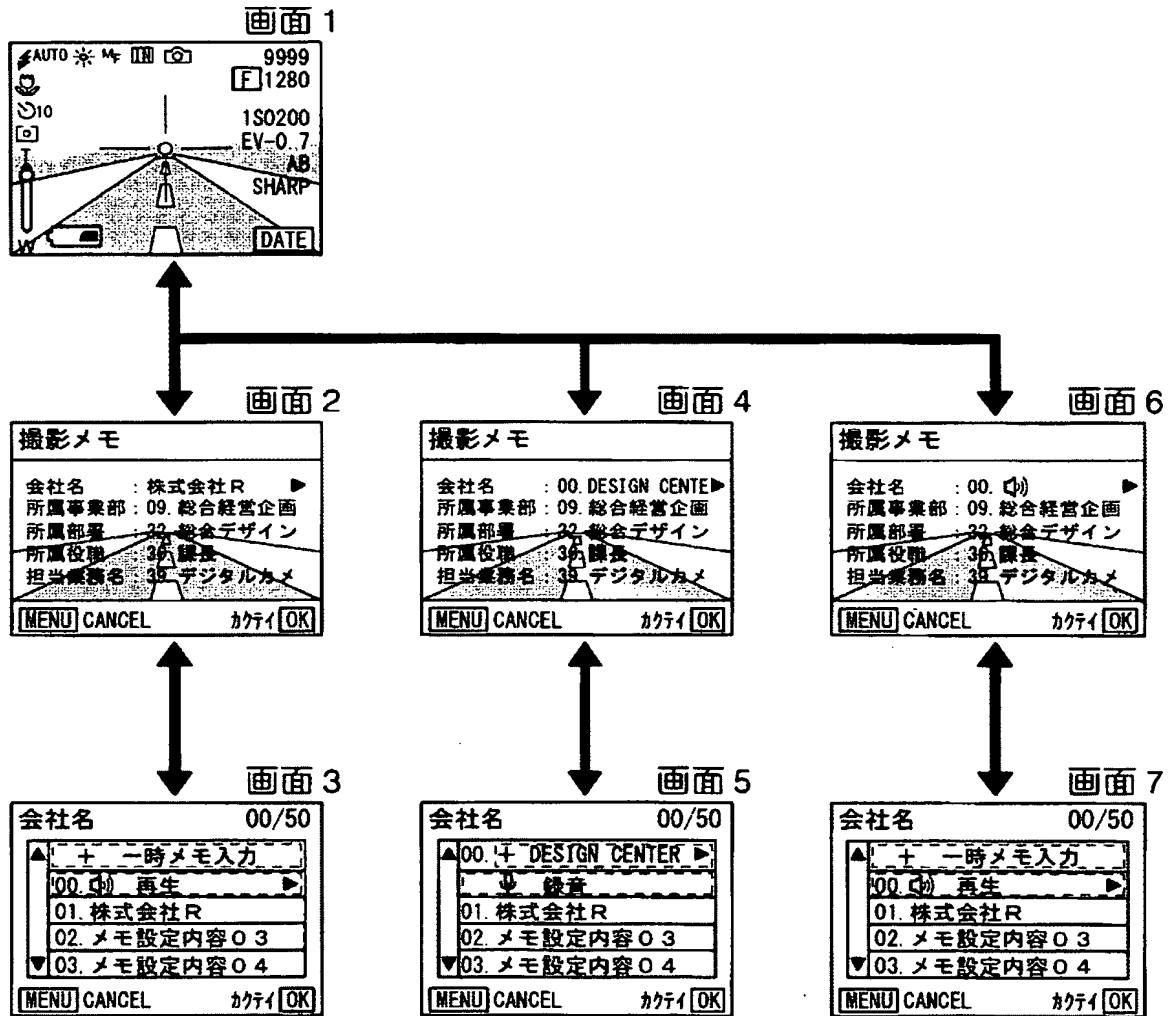 画面 1
AUTO MF IN 9999
F 1280
10
1S0200
EV-0.7
AB
T
SHARP
W
DATE
画面 2
撮影メモ
会社名 : 株式会社R ▶
所属事業部 : 09. 総合経営企画
所属部署 : 32. 総合デザイン
所属役職 : 36. 課長
担当業務名 : 39. デジタルカメ
MENU CANCEL カクテイ OK
画面 4
撮影メモ
会社名 : 00. DESIGN CENTE▶
所属事業部 : 09. 総合経営企画
所属部署 : 32. 総合デザイン
所属役職 : 36. 課長
担当業務名 : 39. デジタルカメ
MENU CANCEL カクテイ OK
画面 6
撮影メモ
会社名 : 00. ▶
所属事業部 : 09. 総合経営企画
所属部署 : 32. 総合デザイン
所属役職 : 36. 課長
担当業務名 : 39. デジタルカメ
MENU CANCEL カクテイ OK
画面 3
会社名 00/50
▲ + 一時メモ入力
00. 再生 ▶
01. 株式会社R
02. メモ設定内容03
▼ 03. メモ設定内容04
MENU CANCEL カクテイ OK
画面 5
会社名 00/50
▲ 00. + DESIGN CENTER ▶
録音
01. 株式会社R
02. メモ設定内容03
▼ 03. メモ設定内容04
MENU CANCEL カクテイ OK
画面 7
会社名 00/50
▲ + 一時メモ入力
00. 再生 ▶
01. 株式会社R
02. メモ設定内容03
▼ 03. メモ設定内容04
MENU CANCEL カクテイ OK